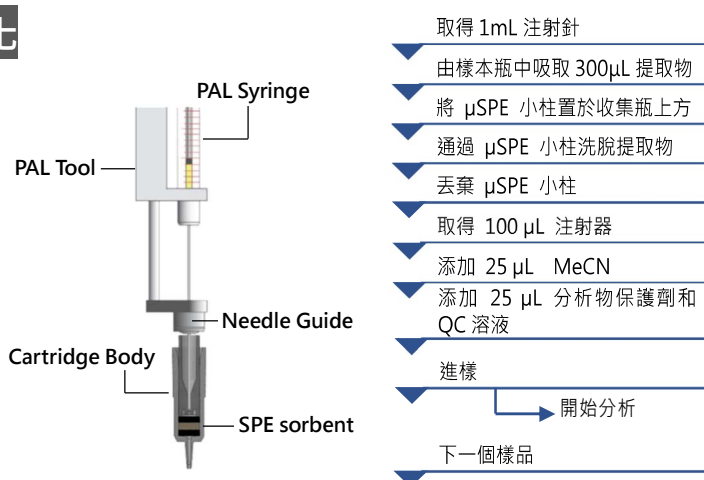 PAL Syringe
PAL Tool
Needle Guide
Cartridge Body
SPE sorbent
取得 1mL 注射針
由樣本瓶中吸取 300µL 提取物
將 µSPE 小柱置於收集瓶上方
通過 µSPE 小柱洗脫提取物
丟棄 µSPE 小柱
取得 100 µL 注射器
添加 25 µL MeCN
添加 25 µL 分析物保護劑和
QC 溶液
進樣
開始分析
下一個樣品